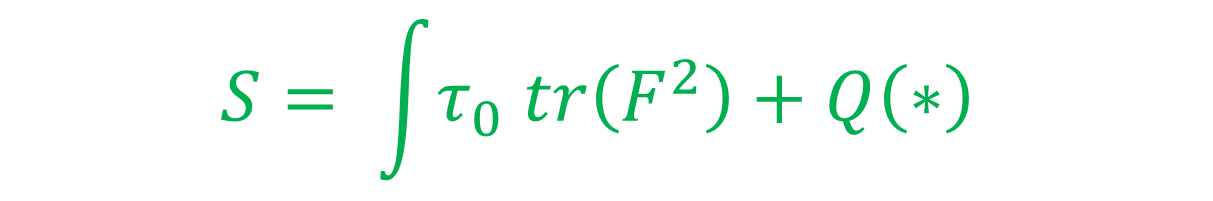 S = ∫ τ₀ tr(F²) + Q(∗)